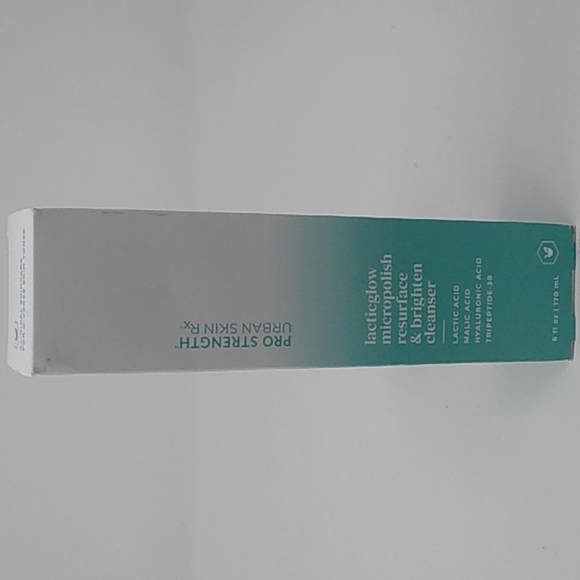 PRO STRENGTH™
URBAN SKIN Rx
lacticglow
micropolish
resurface
& brighten
cleanser
LACTIC ACID
MALIC ACID
HYALURONIC ACID
TRIPEPTIDE-38
6 fl oz | 170 mL